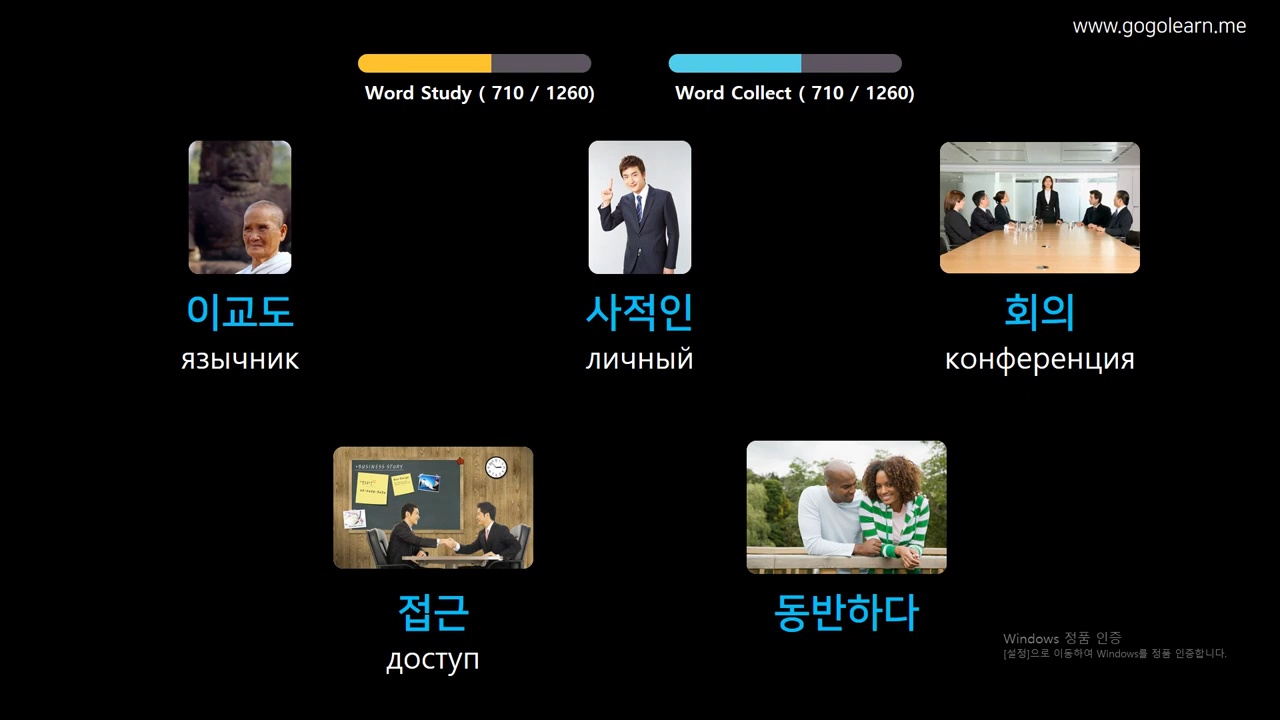 www.gogolearn.me
Word Study ( 710 / 1260)
Word Collect ( 710 / 1260)
이교도
язычник
사적인
личный
회의
конференция
BUSINESS STORY
접근
доступ
동반하다
Windows 정품 인증
[설정]으로 이동하여 Windows를 정품 인증합니다.